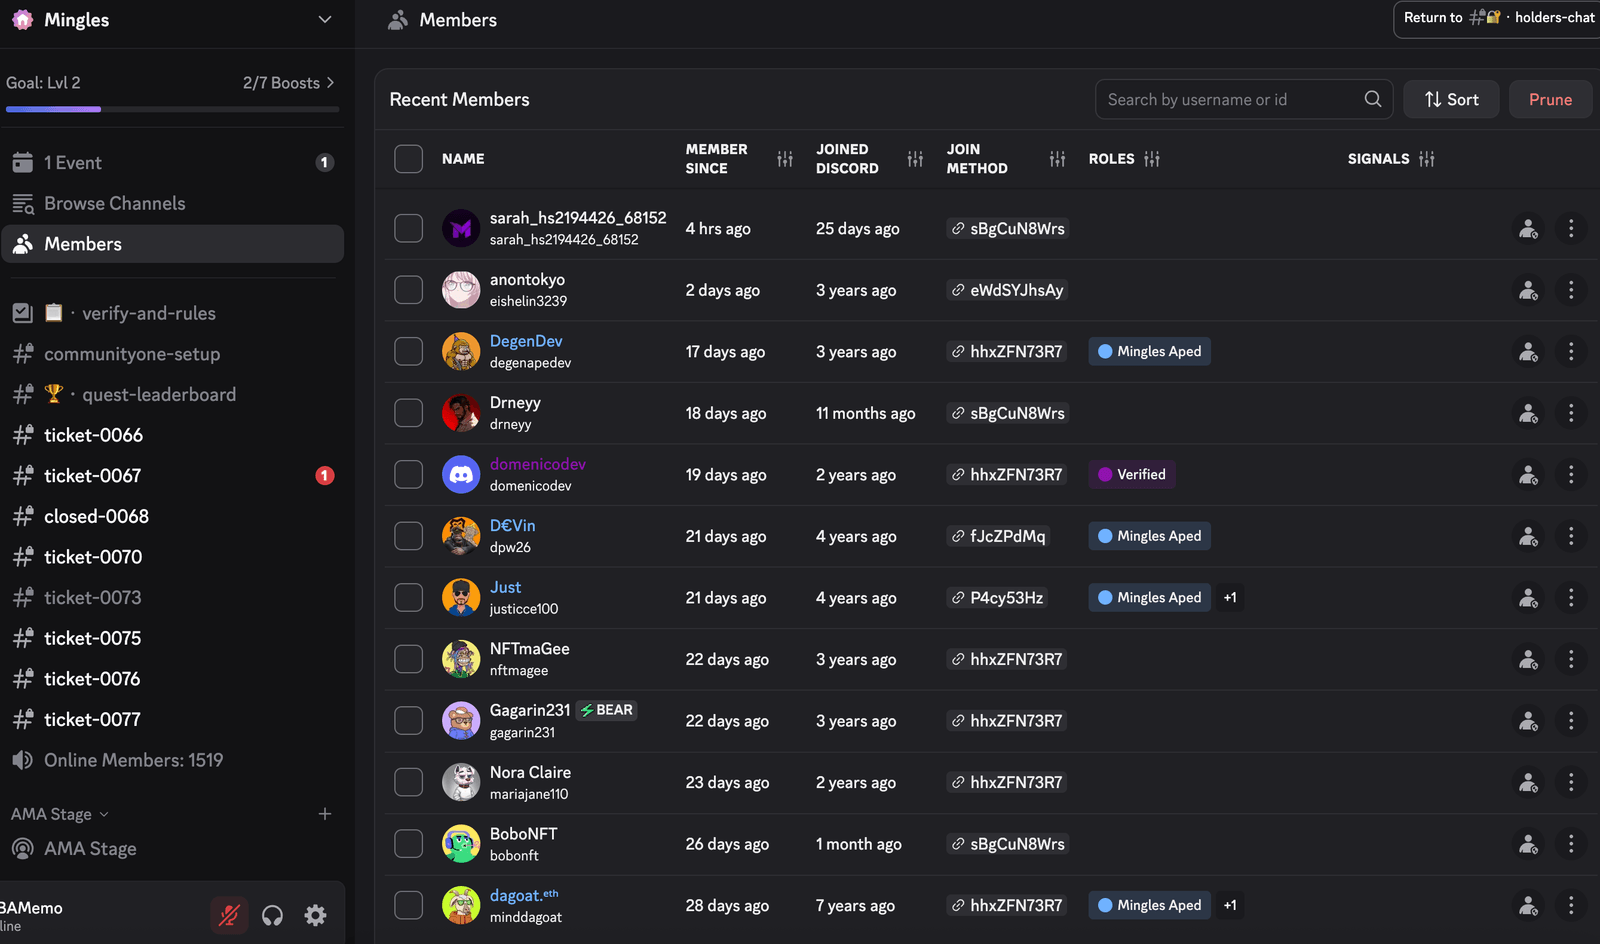 Mingles
Goal: Lvl 2
2/7 Boosts
1 Event
1
Browse Channels
Members
· verify-and-rules
communityone-setup
· quest-leaderboard
ticket-0066
ticket-0067
1
closed-0068
ticket-0070
ticket-0073
ticket-0075
ticket-0076
ticket-0077
Online Members: 1519
AMA Stage
AMA Stage
BAMemo
line
Members
Return to # · holders-chat
Recent Members
Search by username or id
Sort
Prune
NAME
MEMBER SINCE
JOINED DISCORD
JOIN METHOD
ROLES
SIGNALS
sarah_hs2194426_68152
sarah_hs2194426_68152
4 hrs ago
25 days ago
sBgCuN8Wrs
anontokyo
eishelin3239
2 days ago
3 years ago
eWdSYJhsAy
DegenDev
degenapedev
17 days ago
3 years ago
hhxZFN73R7
Mingles Aped
Drneyy
drneyy
18 days ago
11 months ago
sBgCuN8Wrs
domenicodev
domenicodev
19 days ago
2 years ago
hhxZFN73R7
Verified
D€Vin
dpw26
21 days ago
4 years ago
fJcZPdMq
Mingles Aped
Just
justicce100
21 days ago
4 years ago
P4cy53Hz
Mingles Aped
+1
NFTmaGee
nftmagee
22 days ago
3 years ago
hhxZFN73R7
Gagarin231
BEAR
gagarin231
22 days ago
3 years ago
hhxZFN73R7
Nora Claire
mariajane110
23 days ago
2 years ago
hhxZFN73R7
BoboNFT
bobonft
26 days ago
1 month ago
sBgCuN8Wrs
dagoat.ᵉᵗʰ
minddagoat
28 days ago
7 years ago
hhxZFN73R7
Mingles Aped
+1